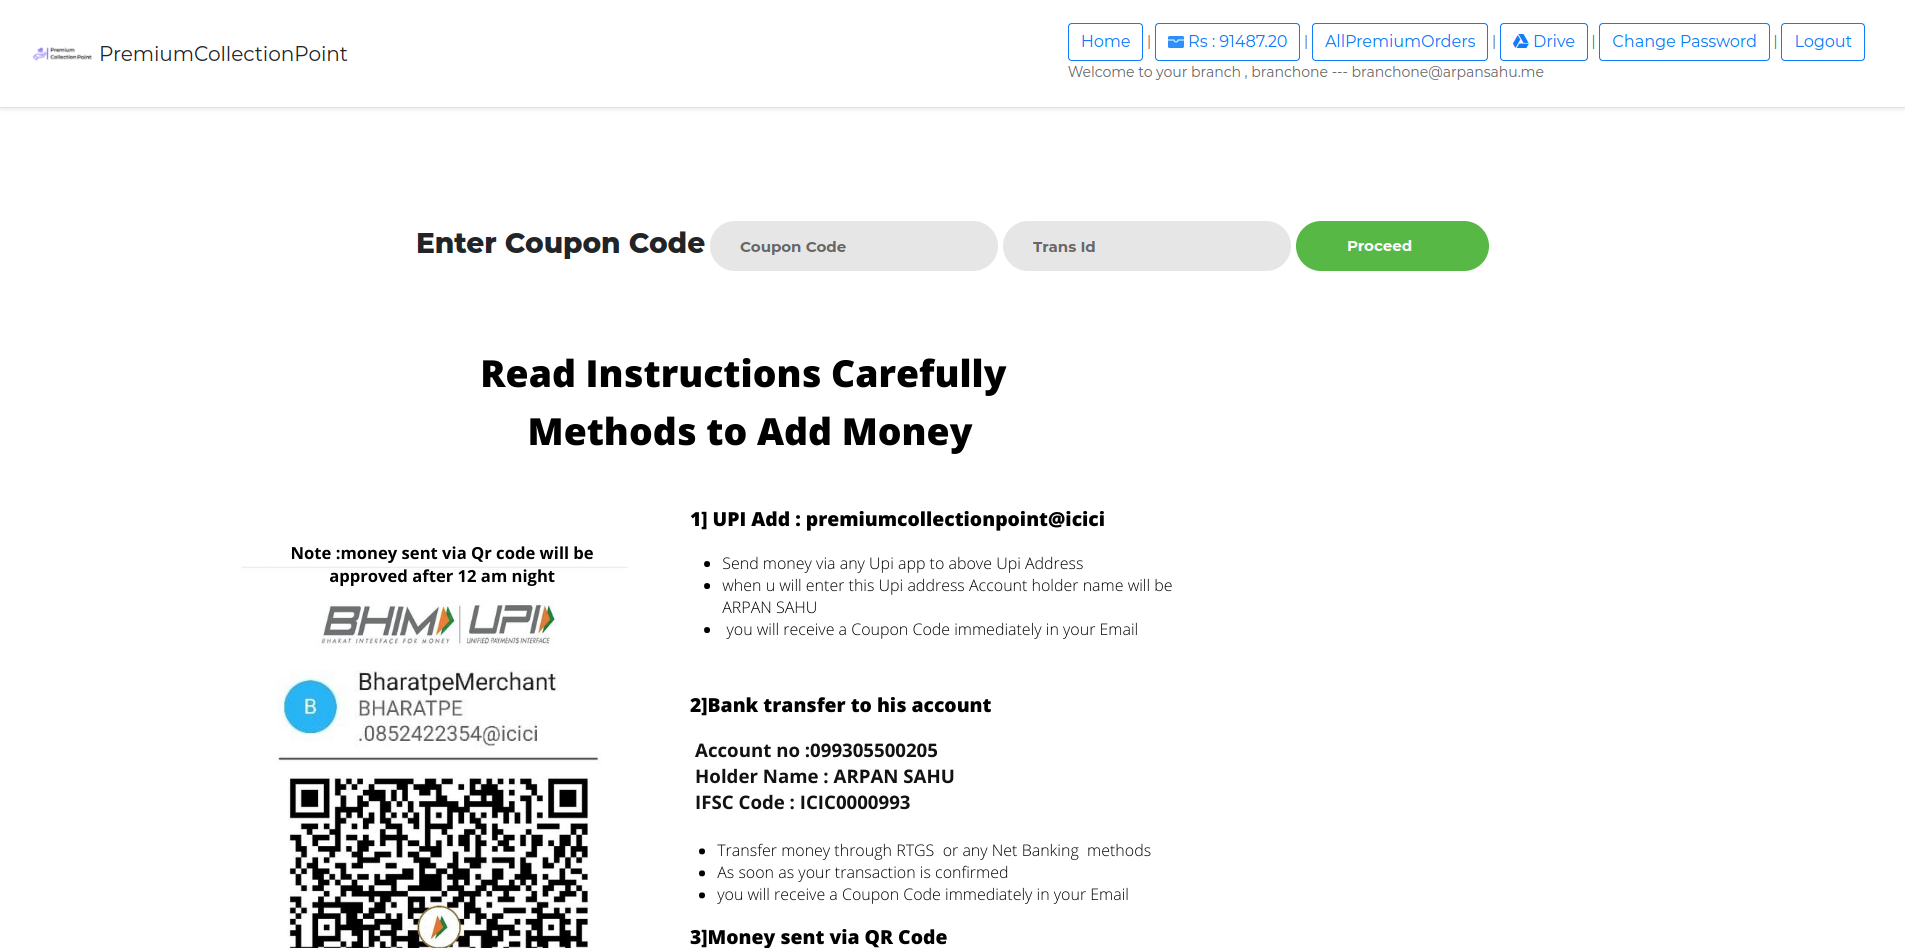 Premium
Collection Point
PremiumCollectionPoint
Home | Rs : 91487.20 | AllPremiumOrders | Drive | Change Password | Logout
Welcome to your branch , branchone --- branchone@arpansahu.me
Enter Coupon Code Coupon Code Trans Id Proceed
Read Instructions Carefully
Methods to Add Money
Note :money sent via Qr code will be
approved after 12 am night
BHIM UPI
BHARAT INTERFACE FOR MONEY UNIFIED PAYMENTS INTERFACE
B
BharatpeMerchant
BHARATPE
.0852422354@icici
1] UPI Add : premiumcollectionpoint@icici
Send money via any Upi app to above Upi Address
when u will enter this Upi address Account holder name will be
ARPAN SAHU
you will receive a Coupon Code immediately in your Email
2]Bank transfer to his account
Account no :099305500205
Holder Name : ARPAN SAHU
IFSC Code : ICIC0000993
Transfer money through RTGS or any Net Banking methods
As soon as your transaction is confirmed
you will receive a Coupon Code immediately in your Email
3]Money sent via QR Code